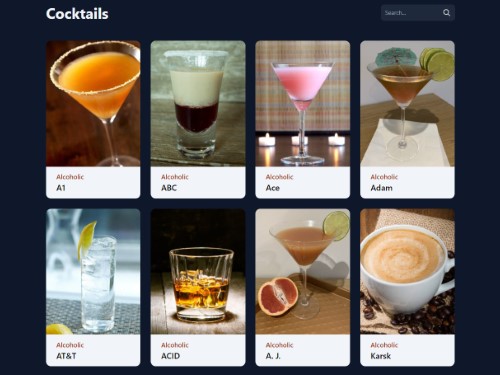 Cocktails
Search...
Alcoholic
A1
Alcoholic
ABC
Alcoholic
Ace
Alcoholic
Adam
Alcoholic
AT&T
Alcoholic
ACID
Alcoholic
A. J.
Alcoholic
Karsk